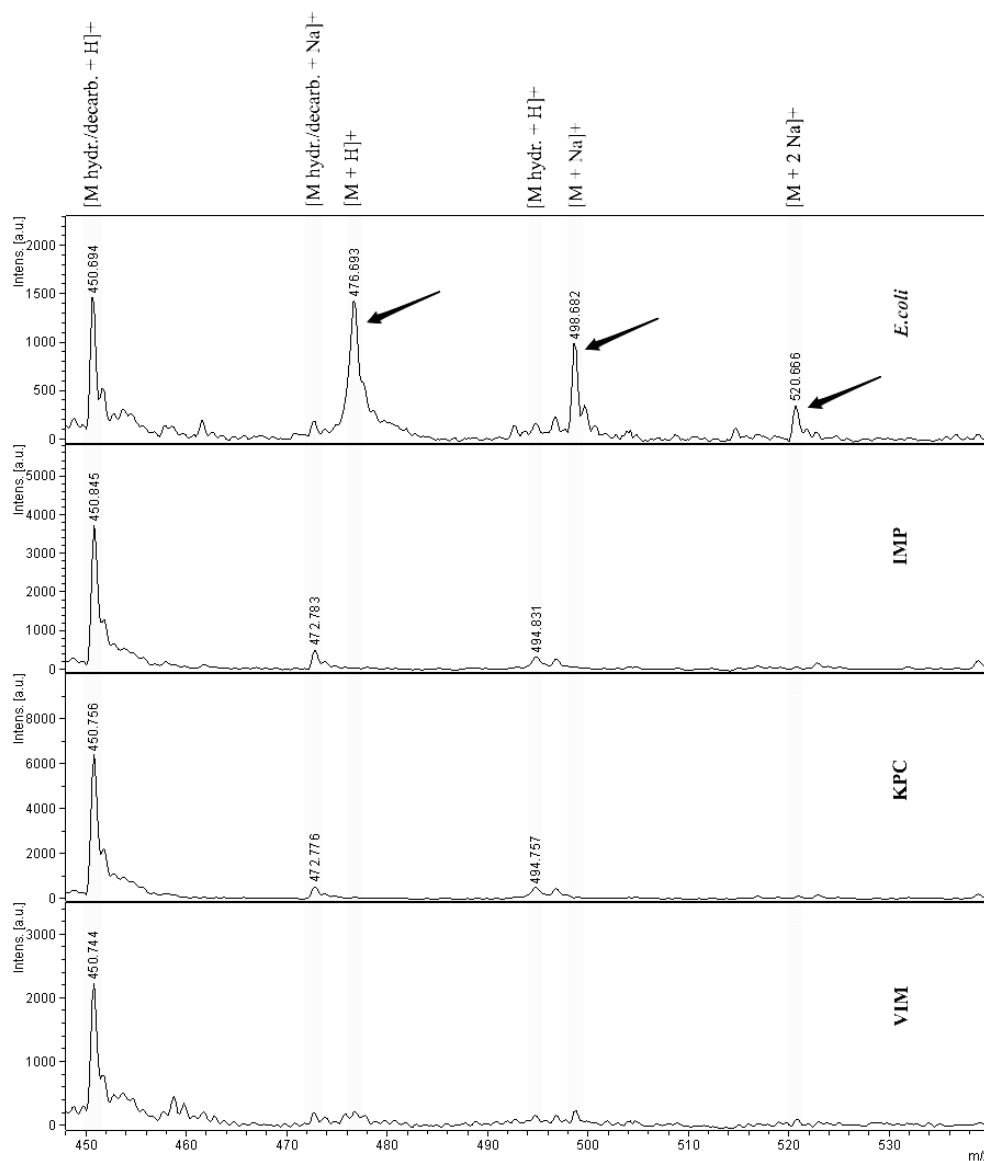 [M hydr./decarb. + H]+
[M hydr./decarb. + Na]+
[M + H]+
[M hydr. + H]+
[M + Na]+
[M + 2 Na]+
Intens. [a.u.]
2000
1500
1000
500
0
450.694
476.693
498.682
520.666
E.coli
Intens. [a.u.]
5000
4000
3000
2000
1000
0
450.845
472.783
494.831
IMP
Intens. [a.u.]
8000
6000
4000
2000
0
450.756
472.776
494.757
KPC
Intens. [a.u.]
3000
2000
1000
0
450.744
VIM
450 460 470 480 490 500 510 520 530